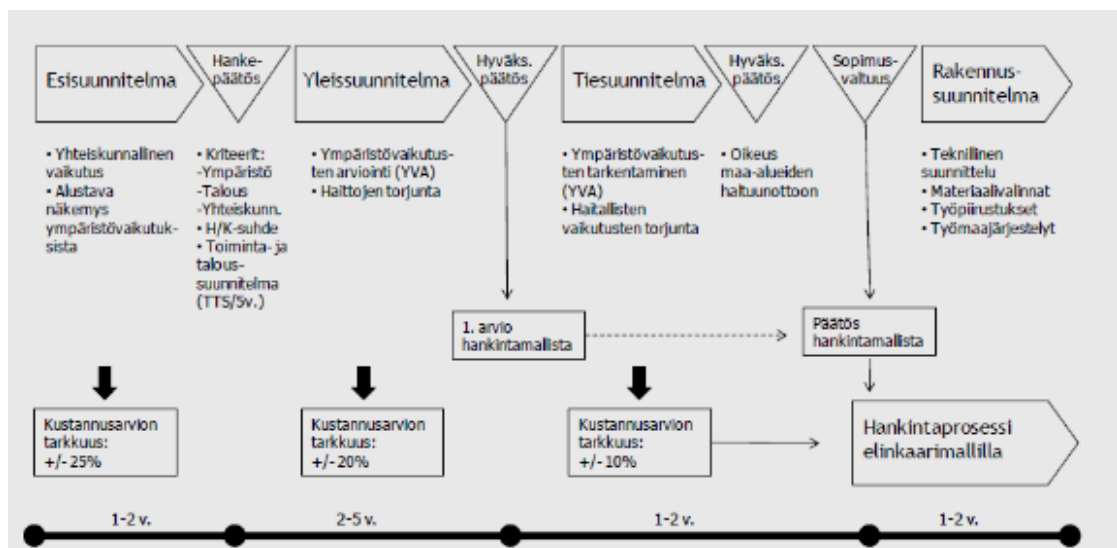 Esisuunnitelma
Hanke-
päätös
Yleissuunnitelma
Hyväks.
päätös
Tiesuunnitelma
Hyväks.
päätös
Sopimus-
valtuus
Rakennus-
suunnitelma
• Yhteiskunnallinen
vaikutus
• Alustava
näkemys
ympäristövaikutuk-
sista
• Kriteerit:
-Ympäristö
-Talous
-Yhteiskunn.
• H/K-suhde
• Toiminta- ja
talous-
suunnitelma
(TTS/5v.)
• Ympäristövaikutus-
ten arviointi (YVA)
• Haittojen torjunta
• Ympäristövaikutus-
ten tarkentaminen
(YVA)
• Haitallisten
vaikutusten torjunta
• Oikeus
maa-alueiden
haltuunottoon
• Teknillinen
suunnittelu
• Materiaalivalinnat
• Työpiirustukset
• Työmaajärjestelyt
1. arvio
hankintamallista
Päätös
hankintamallista
Kustannusarvion
tarkkuus:
+/- 25%
Kustannusarvion
tarkkuus:
+/- 20%
Kustannusarvion
tarkkuus:
+/- 10%
Hankintaprosessi
elinkaarimallilla
1-2 v.
2-5 v.
1-2 v.
1-2 v.